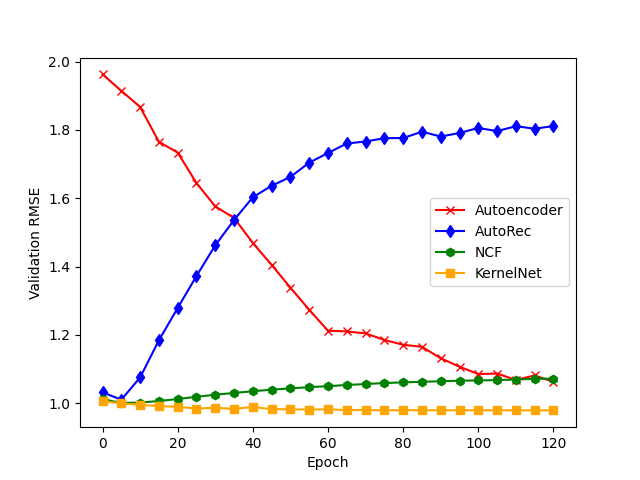 2.0
1.8
1.6
1.4
1.2
1.0
Validation RMSE
Autoencoder
AutoRec
NCF
KernelNet
0 20 40 60 80 100 120
Epoch